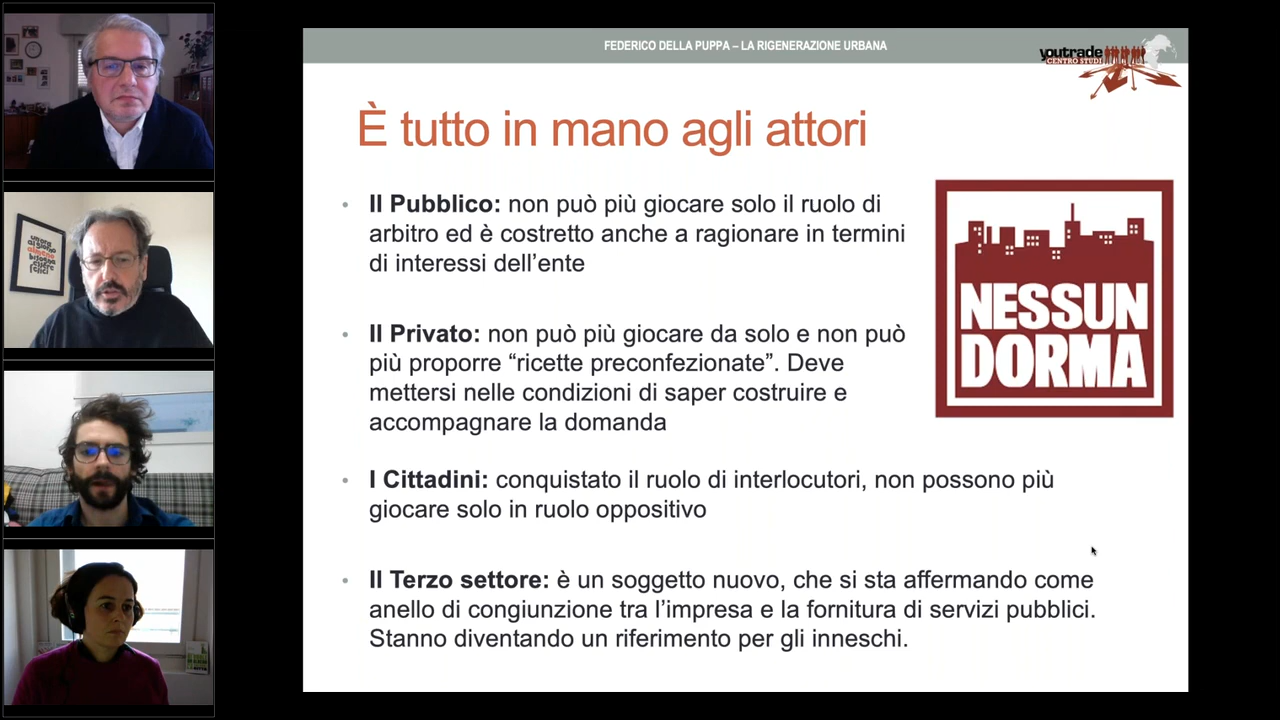 FEDERICO DELLA PUPPA – LA RIGENERAZIONE URBANA
youtrade
CENTRO STUDI
È tutto in mano agli attori
• Il Pubblico: non può più giocare solo il ruolo di
arbitro ed è costretto anche a ragionare in termini
di interessi dell’ente
• Il Privato: non può più giocare da solo e non può
più proporre “ricette preconfezionate”. Deve
mettersi nelle condizioni di saper costruire e
accompagnare la domanda
NESSUN
DORMA
• I Cittadini: conquistato il ruolo di interlocutori, non possono più
giocare solo in ruolo oppositivo
• Il Terzo settore: è un soggetto nuovo, che si sta affermando come
anello di congiunzione tra l’impresa e la fornitura di servizi pubblici.
Stanno diventando un riferimento per gli inneschi.
almeno
bisogna
essere
felici